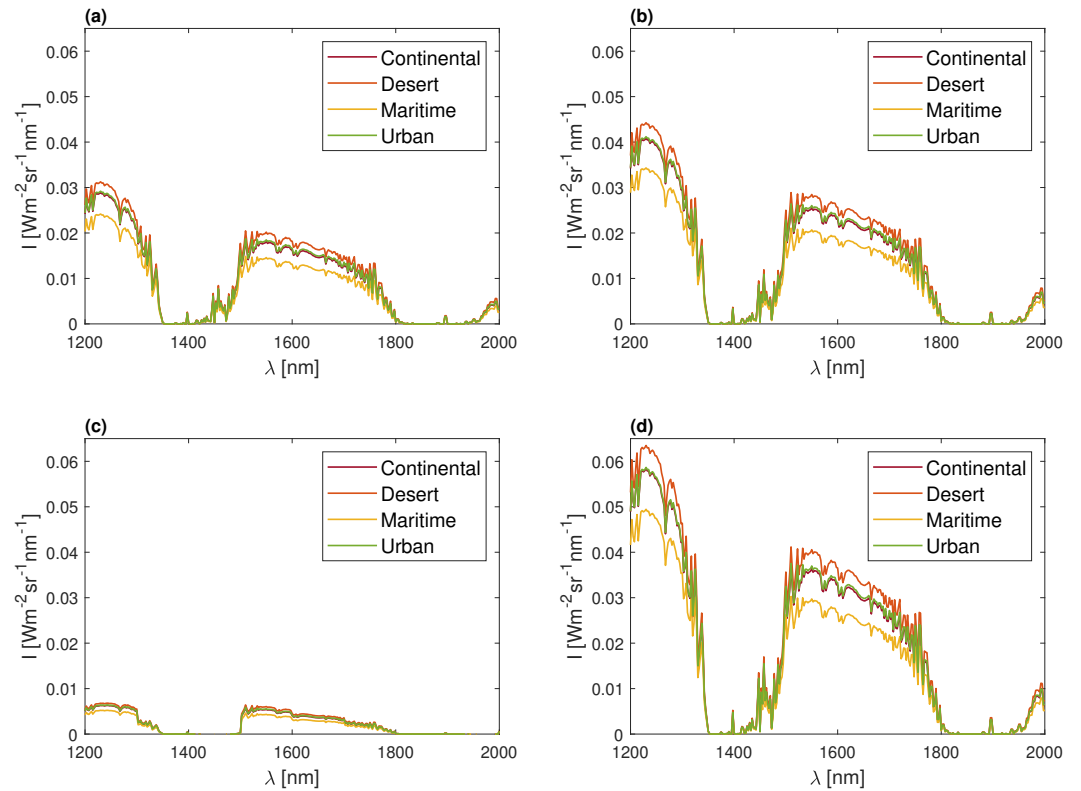 (a)
I [Wm-2sr-1nm-1]
0.06
0.05
0.04
0.03
0.02
0.01
0
Continental
Desert
Maritime
Urban
1200 1400 1600 1800 2000
λ [nm]
(b)
I [Wm-2sr-1nm-1]
0.06
0.05
0.04
0.03
0.02
0.01
0
Continental
Desert
Maritime
Urban
1200 1400 1600 1800 2000
λ [nm]
(c)
I [Wm-2sr-1nm-1]
0.06
0.05
0.04
0.03
0.02
0.01
0
Continental
Desert
Maritime
Urban
1200 1400 1600 1800 2000
λ [nm]
(d)
I [Wm-2sr-1nm-1]
0.06
0.05
0.04
0.03
0.02
0.01
0
Continental
Desert
Maritime
Urban
1200 1400 1600 1800 2000
λ [nm]